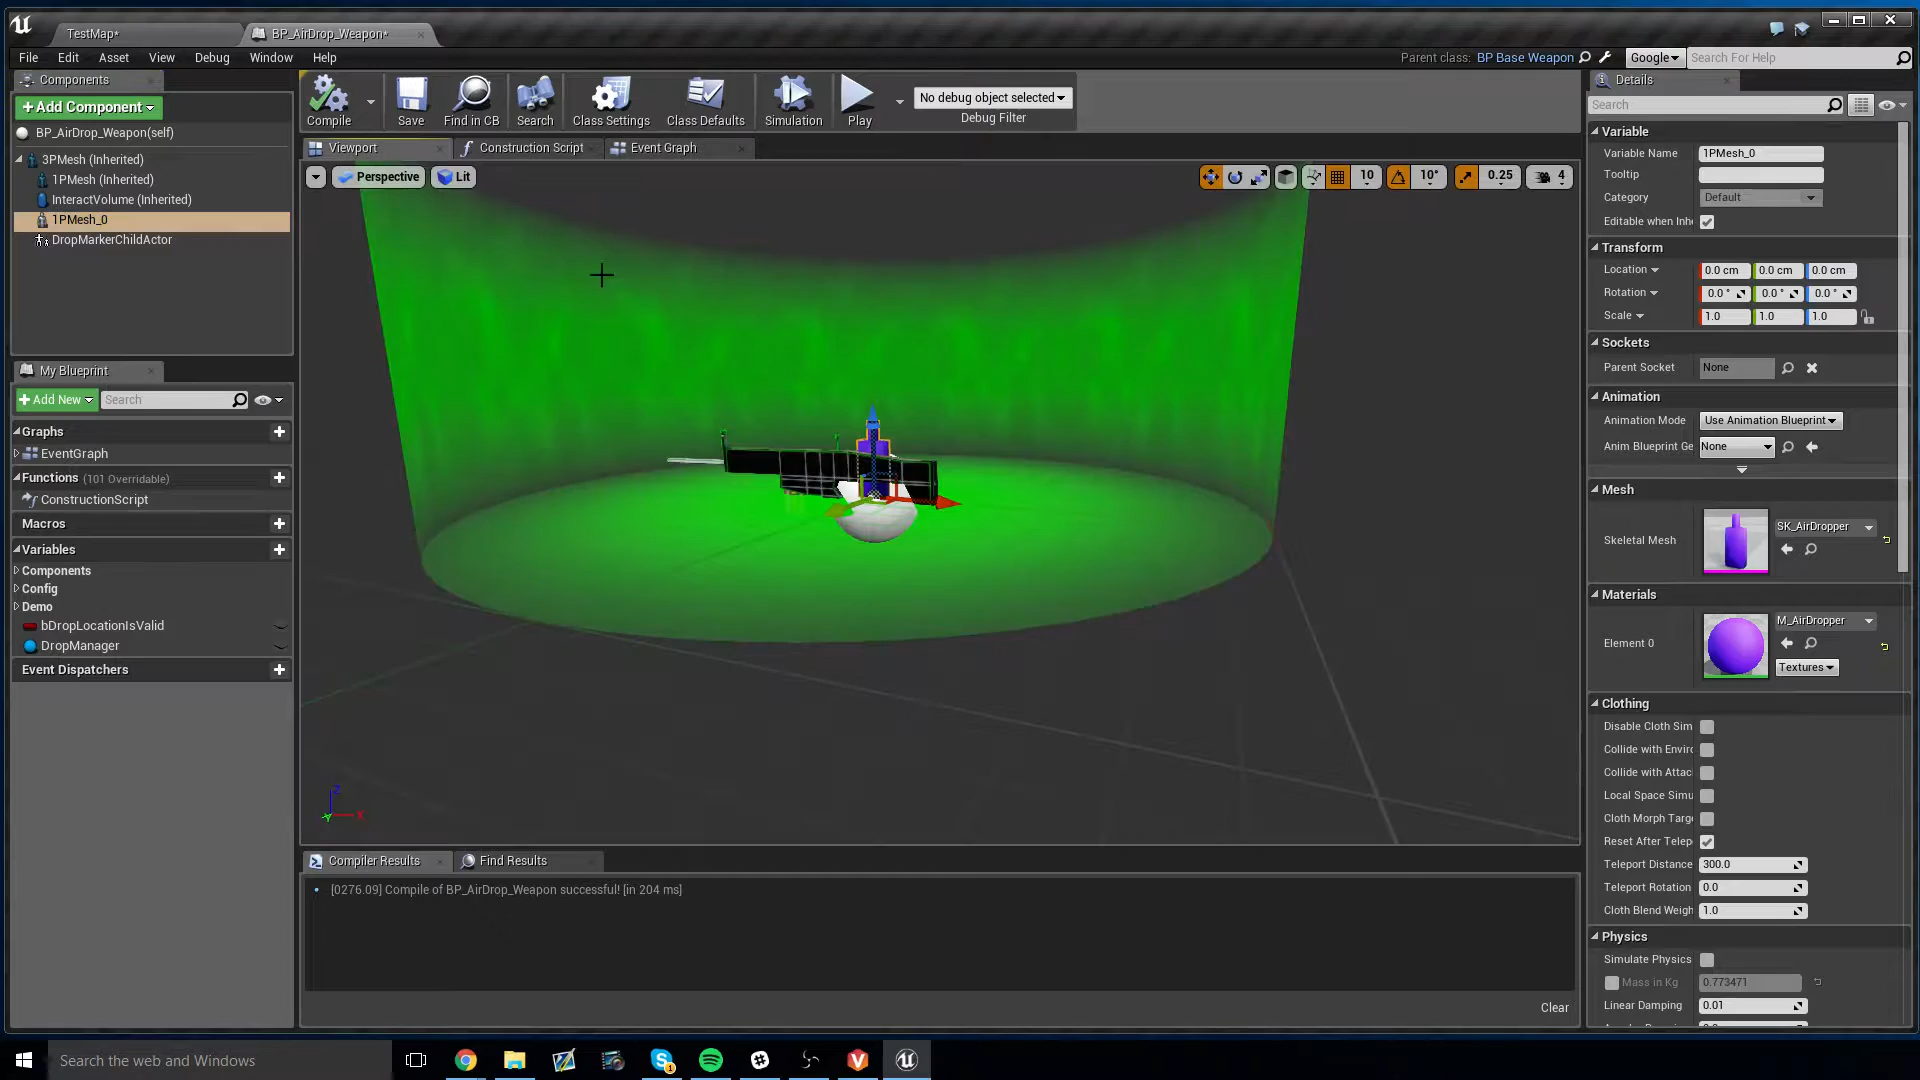 TestMap*
BP_AirDrop_Weapon*
File Edit Asset View Debug Window Help
Parent class: BP Base Weapon
Google
Search For Help
Components
+Add Component
BP_AirDrop_Weapon(self)
3PMesh (Inherited)
1PMesh (Inherited)
InteractVolume (Inherited)
1PMesh_0
DropMarkerChildActor
My Blueprint
+Add New
Search
Graphs
EventGraph
Functions (101 Overridable)
ConstructionScript
Macros
Variables
Components
Config
Demo
bDropLocationIsValid
DropManager
Event Dispatchers
Compile
Save
Find in CB
Search
Class Settings
Class Defaults
Simulation
Play
No debug object selected
Debug Filter
Viewport
Construction Script
Event Graph
Perspective
Lit
10
10°
0.25
4
Z
X
Y
Compiler Results
Find Results
[0276.09] Compile of BP_AirDrop_Weapon successful! [in 204 ms]
Clear
Details
Search
Variable
Variable Name 1PMesh_0
Tooltip
Category Default
Editable when Inhe
Transform
Location 0.0 cm 0.0 cm 0.0 cm
Rotation 0.0 ° 0.0 ° 0.0 °
Scale 1.0 1.0 1.0
Sockets
Parent Socket None
Animation
Animation Mode Use Animation Blueprint
Anim Blueprint Ge None
Mesh
Skeletal Mesh SK_AirDropper
Materials
Element 0 M_AirDropper
Textures
Clothing
Disable Cloth Sim
Collide with Enviro
Collide with Attac
Local Space Simu
Cloth Morph Targe
Reset After Telep
Teleport Distance 300.0
Teleport Rotation 0.0
Cloth Blend Weigh 1.0
Physics
Simulate Physics
Mass in Kg 0.773471
Linear Damping 0.01
Search the web and Windows
1